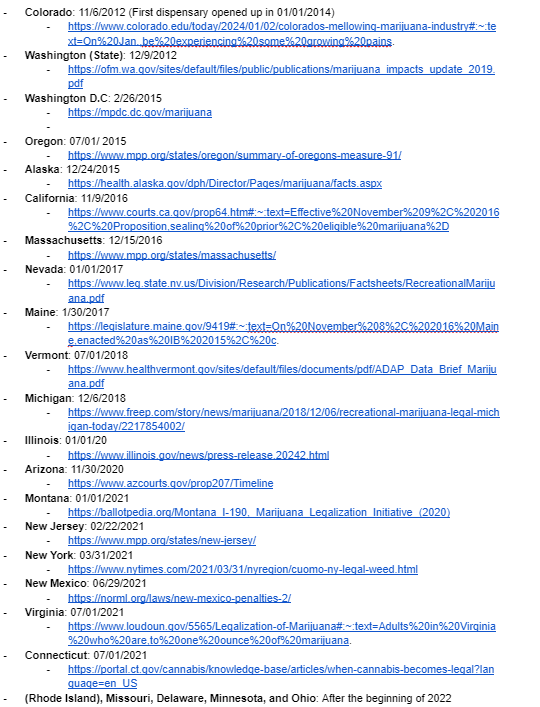 - Colorado: 11/6/2012 (First dispensary opened up in 01/01/2014)
- https://www.colorado.edu/today/2024/01/02/colorados-mellowing-marijuana-industry#:~:te
xt=On%20Jan.,be%20experiencing%20some%20growing%20pains.
- Washington (State): 12/9/2012
- https://ofm.wa.gov/sites/default/files/public/publications/marijuana_impacts_update_2019.
pdf
- Washington D.C: 2/26/2015
- https://mpdc.dc.gov/marijuana
-
- Oregon: 07/01/ 2015
- https://www.mpp.org/states/oregon/summary-of-oregons-measure-91/
- Alaska: 12/24/2015
- https://health.alaska.gov/dph/Director/Pages/marijuana/facts.aspx
- California: 11/9/2016
- https://www.courts.ca.gov/prop64.htm#:~:text=Effective%20November%209%2C%202016
%2C%20Proposition,sealing%20of%20prior%2C%20eligible%20marijuana%2D
- Massachusetts: 12/15/2016
- https://www.mpp.org/states/massachusetts/
- Nevada: 01/01/2017
- https://www.leg.state.nv.us/Division/Research/Publications/Factsheets/RecreationalMariju
ana.pdf
- Maine: 1/30/2017
- https://legislature.maine.gov/9419#:~:text=On%20November%208%2C%202016%20Main
e,enacted%20as%20IB%202015%2C%20c.
- Vermont: 07/01/2018
- https://www.healthvermont.gov/sites/default/files/documents/pdf/ADAP_Data_Brief_Mariju
ana.pdf
- Michigan: 12/6/2018
- https://www.freep.com/story/news/marijuana/2018/12/06/recreational-marijuana-legal-mich
igan-today/2217854002/
- Illinois: 01/01/20
- https://www.illinois.gov/news/press-release.20242.html
- Arizona: 11/30/2020
- https://www.azcourts.gov/prop207/Timeline
- Montana: 01/01/2021
- https://ballotpedia.org/Montana_I-190,_Marijuana_Legalization_Initiative_(2020)
- New Jersey: 02/22/2021
- https://www.mpp.org/states/new-jersey/
- New York: 03/31/2021
- https://www.nytimes.com/2021/03/31/nyregion/cuomo-ny-legal-weed.html
- New Mexico: 06/29/2021
- https://norml.org/laws/new-mexico-penalties-2/
- Virginia: 07/01/2021
- https://www.loudoun.gov/5565/Legalization-of-Marijuana#:~:text=Adults%20in%20Virginia
%20who%20are,to%20one%20ounce%20of%20marijuana.
- Connecticut: 07/01/2021
- https://portal.ct.gov/cannabis/knowledge-base/articles/when-cannabis-becomes-legal?lan
guage=en_US
- (Rhode Island), Missouri, Delaware, Minnesota, and Ohio: After the beginning of 2022